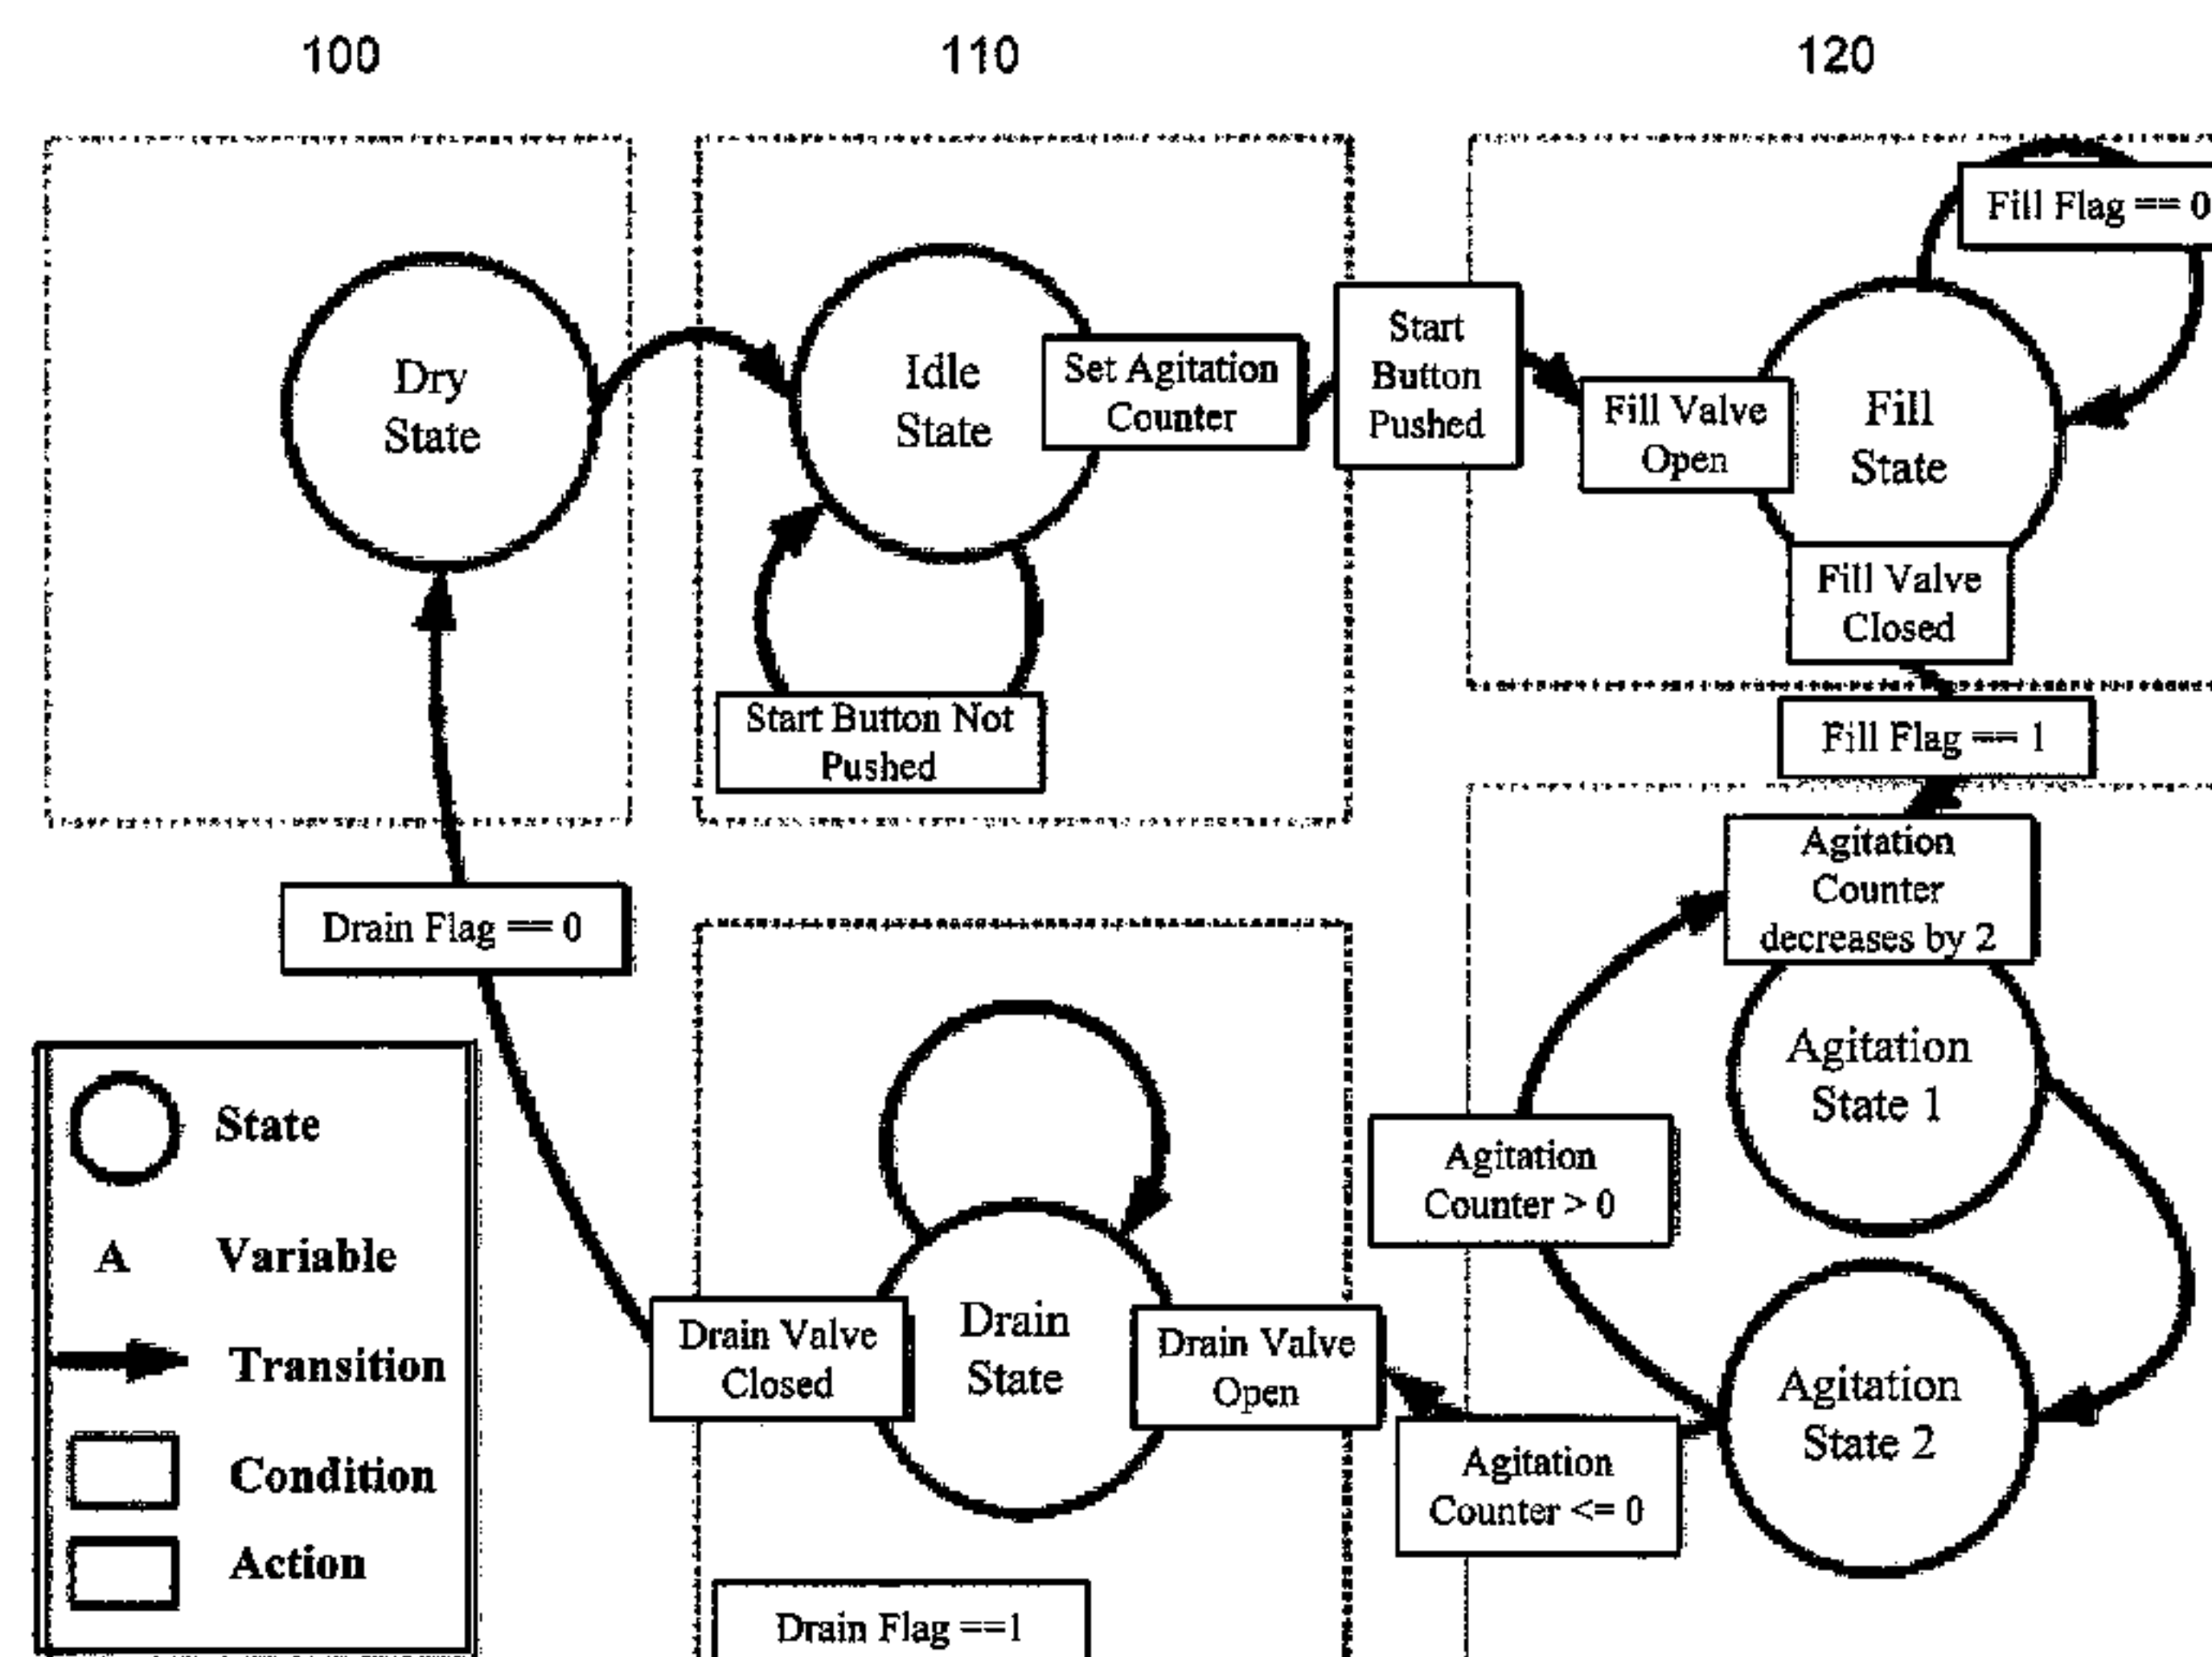 100
110
120
Fill Flag == 0
Dry
State
Idle
State
Set Agitation
Counter
Start
Button
Pushed
Fill Valve
Open
Fill
State
Fill Valve
Closed
Start Button Not
Pushed
Fill Flag == 1
Agitation
Counter
decreases by 2
Drain Flag == 0
Agitation
State 1
Agitation
Counter > 0
State
Variable
A
Transition
Condition
Action
Drain Valve
Closed
Drain
State
Drain Valve
Open
Agitation
Counter <= 0
Agitation
State 2
Drain Flag ==1